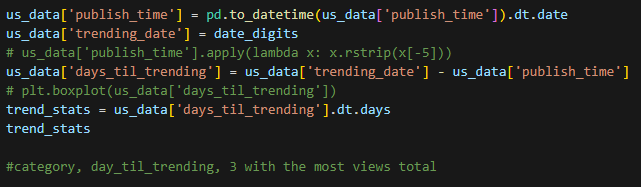 us_data['publish_time'] = pd.to_datetime(us_data['publish_time']).dt.date
us_data['trending_date'] = date_digits
# us_data['publish_time'].apply(lambda x: x.rstrip(x[-5]))
us_data['days_til_trending'] = us_data['trending_date'] - us_data['publish_time']
# plt.boxplot(us_data['days_til_trending'])
trend_stats = us_data['days_til_trending'].dt.days
trend_stats
#category, day_til_trending, 3 with the most views total